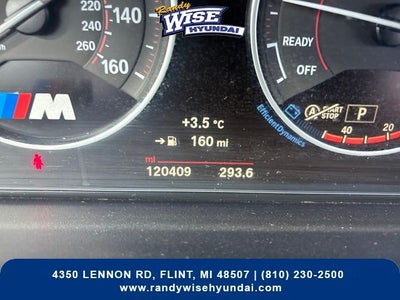 Randy
WISE
HYUNDAI
220
140
240
260
160
READY
OFF
M
+3.5 °C
160 mi
EfficientDynamics
A START
STOP
P
40
20
mi
120409
293.6
4350 LENNON RD, FLINT, MI 48507 | (810) 230-2500
www.randywisehyundai.com